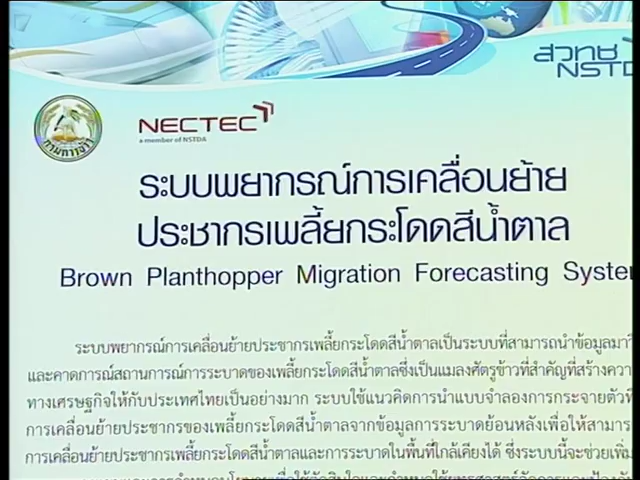 สวทช
NSTD
กรมการข้าว
NECTEC
a member of NSTDA
ระบบพยากรณ์การเคลื่อนย้าย
ประชากรเพลี้ยกระโดดสีน้ำตาล
Brown Planthopper Migration Forecasting System
ระบบพยากรณ์การเคลื่อนย้ายประชากรเพลี้ยกระโดดสีน้ำตาลเป็นระบบที่สามารถนำข้อมูลมาวิ
และคาดการณ์สถานการณ์การระบาดของเพลี้ยกระโดดสีน้ำตาลซึ่งเป็นแมลงศัตรูข้าวที่สำคัญที่สร้างควา
ทางเศรษฐกิจให้กับประเทศไทยเป็นอย่างมาก ระบบใช้แนวคิดการนำแบบจำลองการกระจายตัวที
การเคลื่อนย้ายประชากรของเพลี้ยกระโดดสีน้ำตาลจากข้อมูลการระบาดย้อนหลังเพื่อให้สามาร
การเคลื่อนย้ายประชากรเพลี้ยกระโดดสีน้ำตาลและการระบาดในพื้นที่ใกล้เคียงได้ ซึ่งระบบนี้จะช่วยเพิ่ม